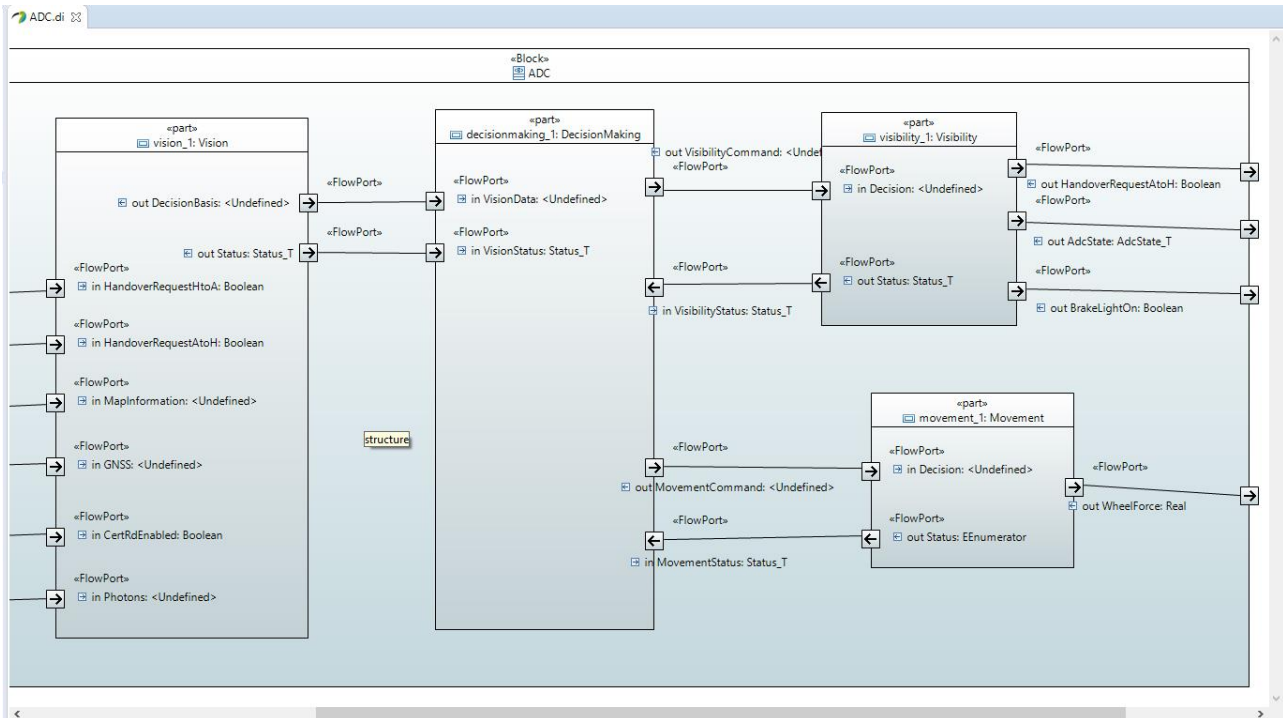 ADC.di
«Block»
ADC
«part»
vision_1: Vision
out DecisionBasis: <Undefined>
out Status: Status_T
«FlowPort»
in HandoverRequestHtoA: Boolean
«FlowPort»
in HandoverRequestAtoH: Boolean
«FlowPort»
in MapInformation: <Undefined>
«FlowPort»
in GNSS: <Undefined>
«FlowPort»
in CertRdEnabled: Boolean
«FlowPort»
in Photons: <Undefined>
«FlowPort»
«FlowPort»
structure
«part»
decisionmaking_1: DecisionMaking
«FlowPort»
in VisionData: <Undefined>
«FlowPort»
in VisionStatus: Status_T
out VisibilityCommand: <Undef
«FlowPort»
«FlowPort»
in VisibilityStatus: Status_T
«FlowPort»
out MovementCommand: <Undefined>
«FlowPort»
in MovementStatus: Status_T
«part»
visibility_1: Visibility
«FlowPort»
in Decision: <Undefined>
«FlowPort»
out Status: Status_T
«FlowPort»
out HandoverRequestAtoH: Boolean
«FlowPort»
out AdcState: AdcState_T
«FlowPort»
out BrakeLightOn: Boolean
«part»
movement_1: Movement
«FlowPort»
in Decision: <Undefined>
«FlowPort»
out Status: EEnumerator
«FlowPort»
out WheelForce: Real